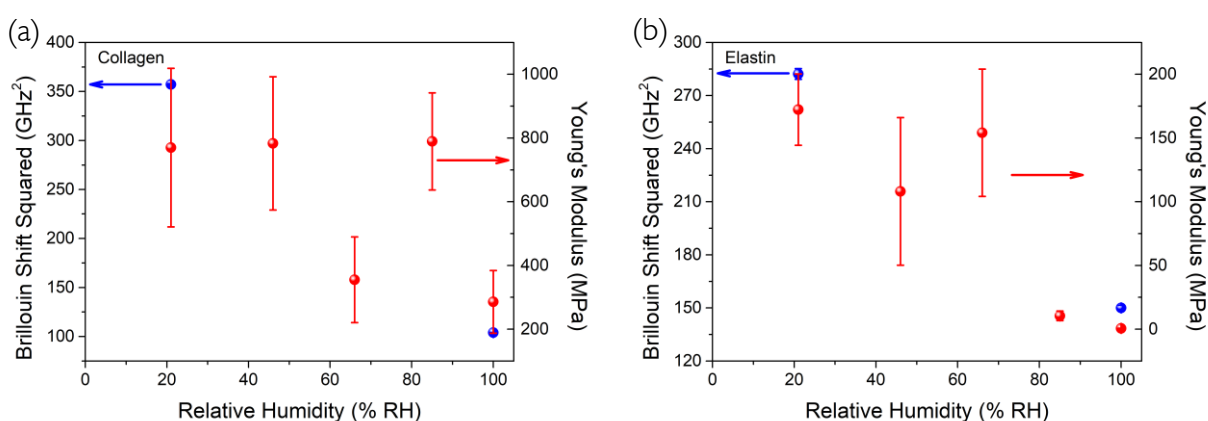 (a)
Collagen
Brillouin Shift Squared (GHz²)
400
350
300
250
200
150
100
1000
800
600
400
200
Young's Modulus (MPa)
0 20 40 60 80 100
Relative Humidity (% RH)
(b)
Elastin
Brillouin Shift Squared (GHz²)
300
270
240
210
180
150
120
200
150
100
50
0
Young's Modulus (MPa)
0 20 40 60 80 100
Relative Humidity (% RH)